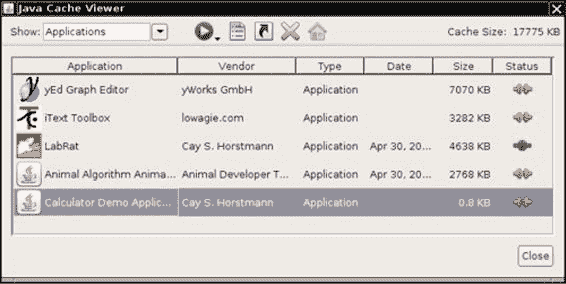 Java Cache Viewer
Show: Applications Cache Size: 17775 KB
Application Vendor Type Date Size Status
yEd Graph Editor yWorks GmbH Application 7070 KB
iText Toolbox lowagie.com Application 3282 KB
LabRat Cay S. Horstmann Application Apr 30, 20... 4638 KB
Animal Algorithm Anima... Animal Developer T... Application Apr 30, 20... 2768 KB
Calculator Demo Applic... Cay S. Horstmann Application 0.8 KB
Close